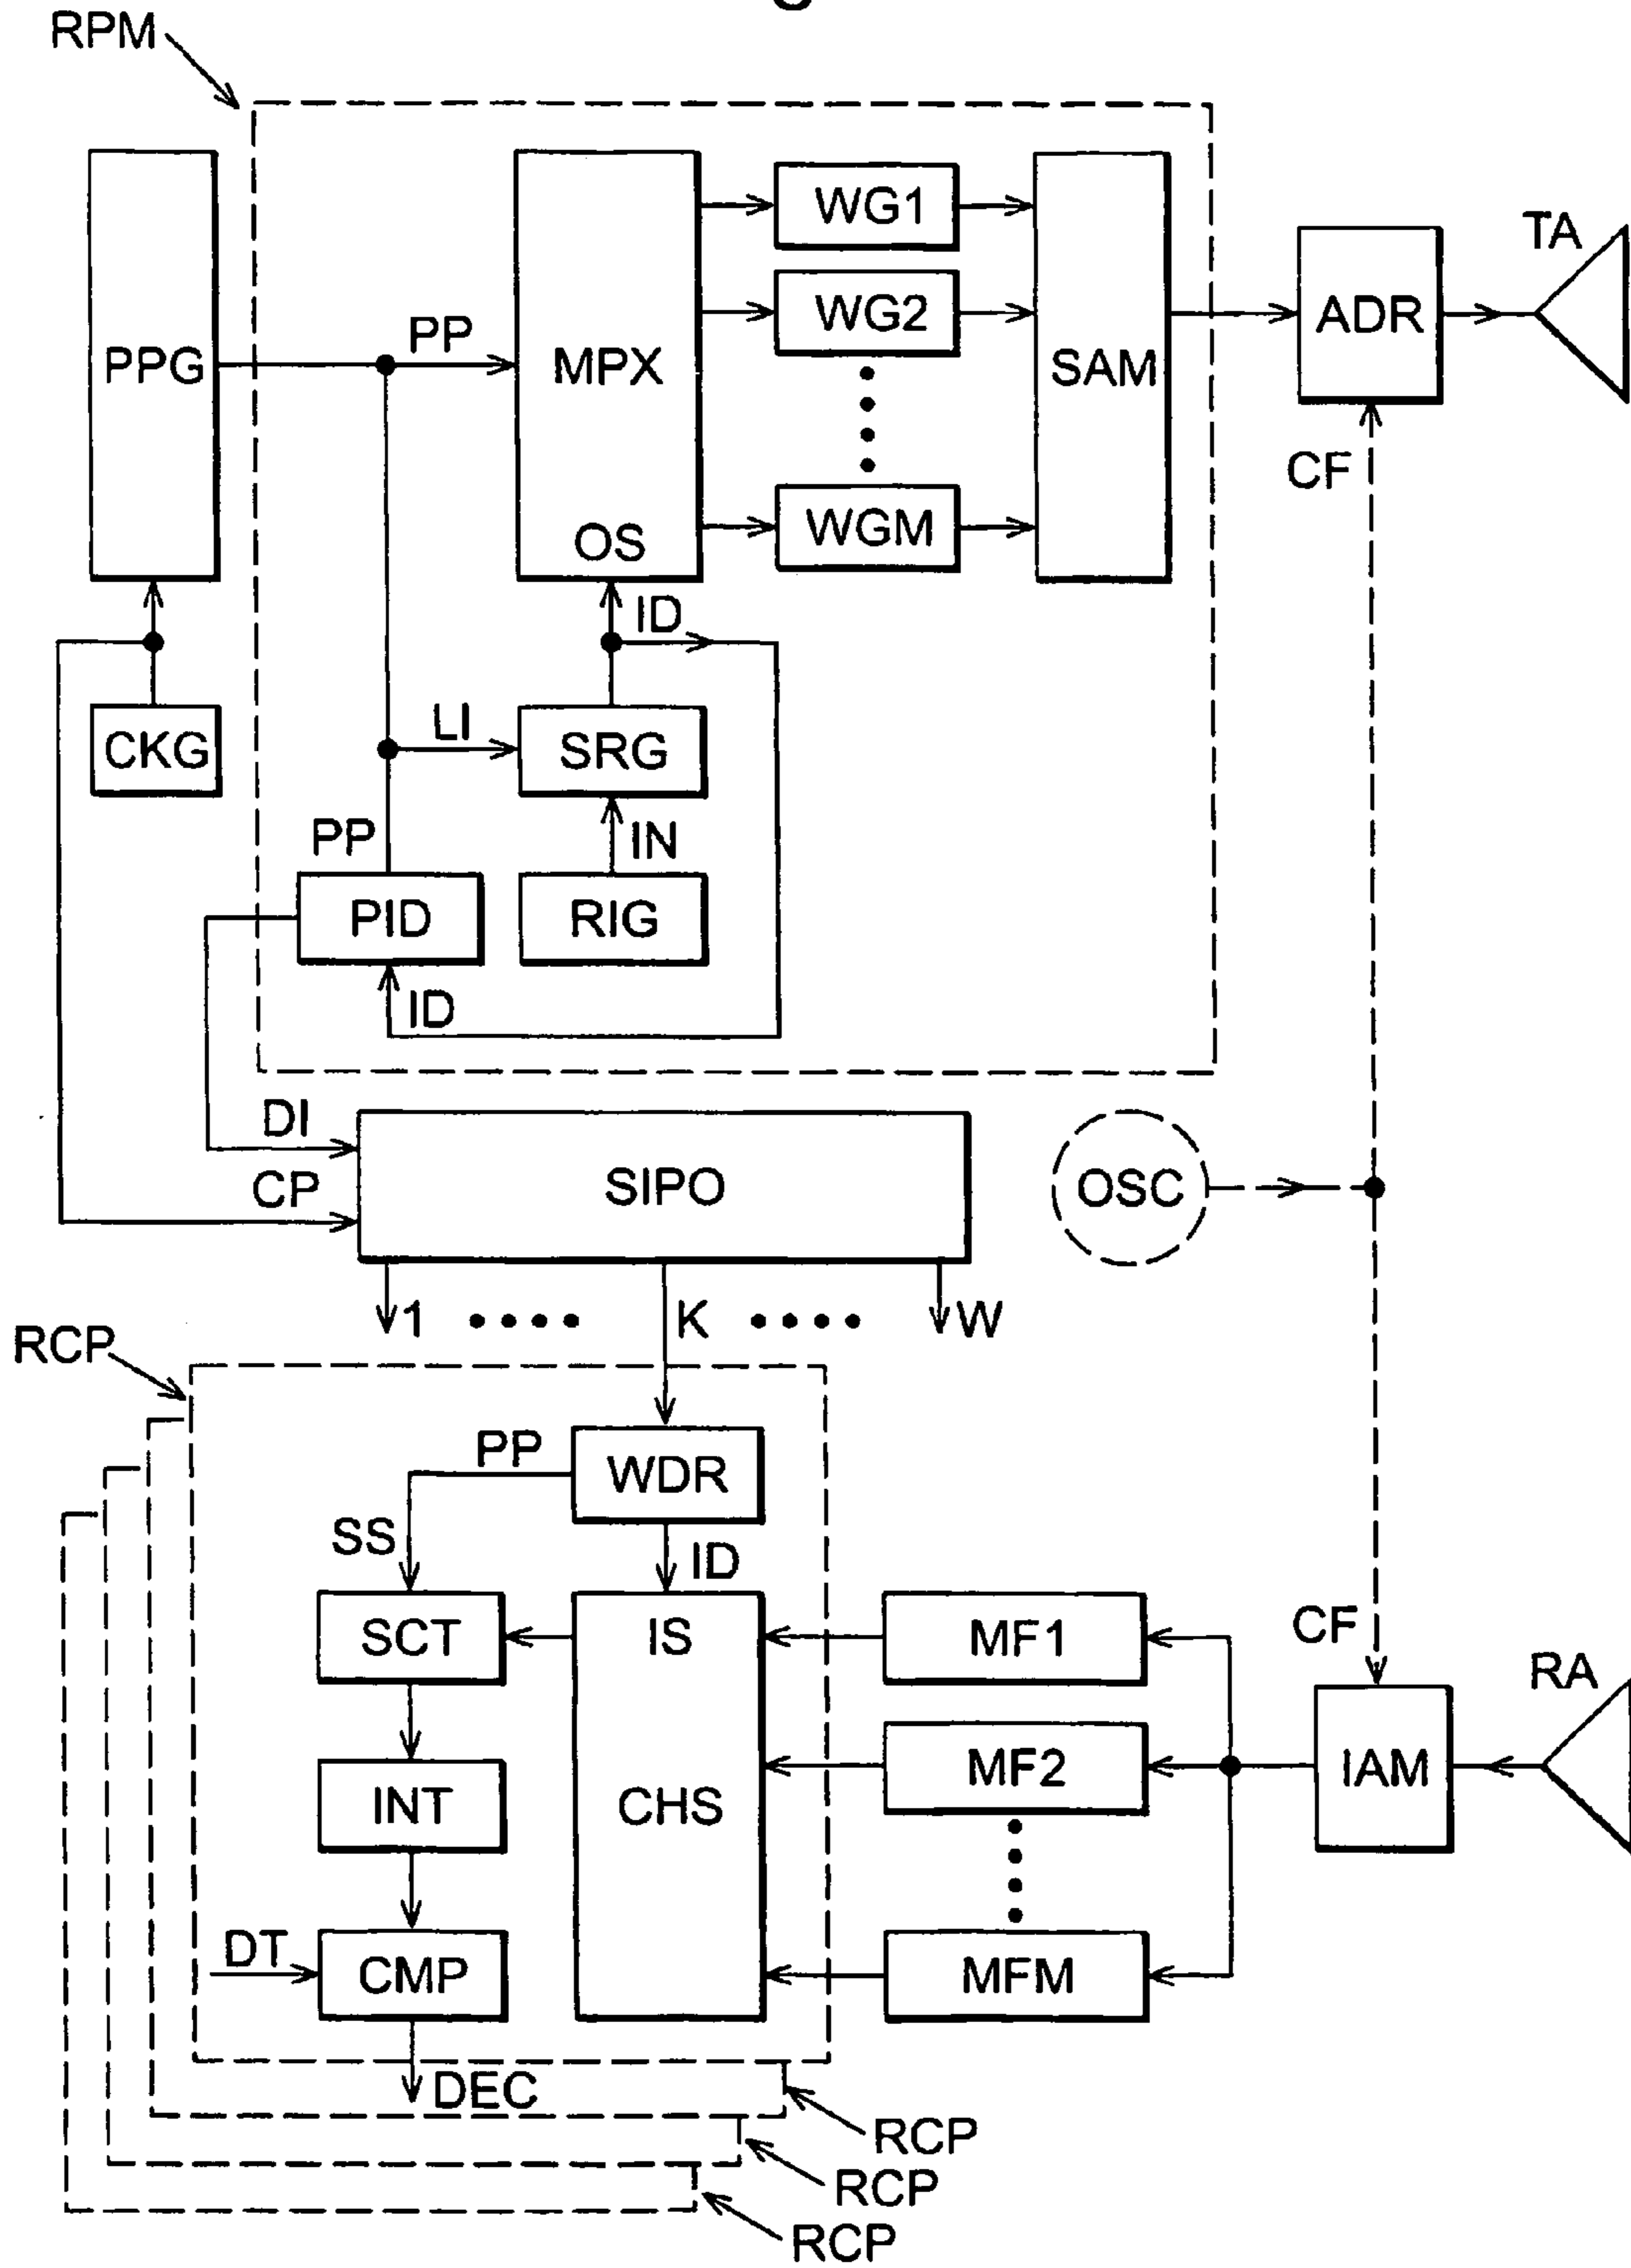 RPM
PPG
PP
MPX
OS
WG1
WG2
WGM
SAM
ADR
TA
CF
ID
CKG
LI
SRG
PP
IN
PID
RIG
ID
DI
CP
SIPO
OSC
1
K
W
RCP
PP
WDR
SS
ID
SCT
IS
MF1
CF
RA
INT
CHS
MF2
IAM
DT
CMP
MFM
DEC
RCP
RCP
RCP